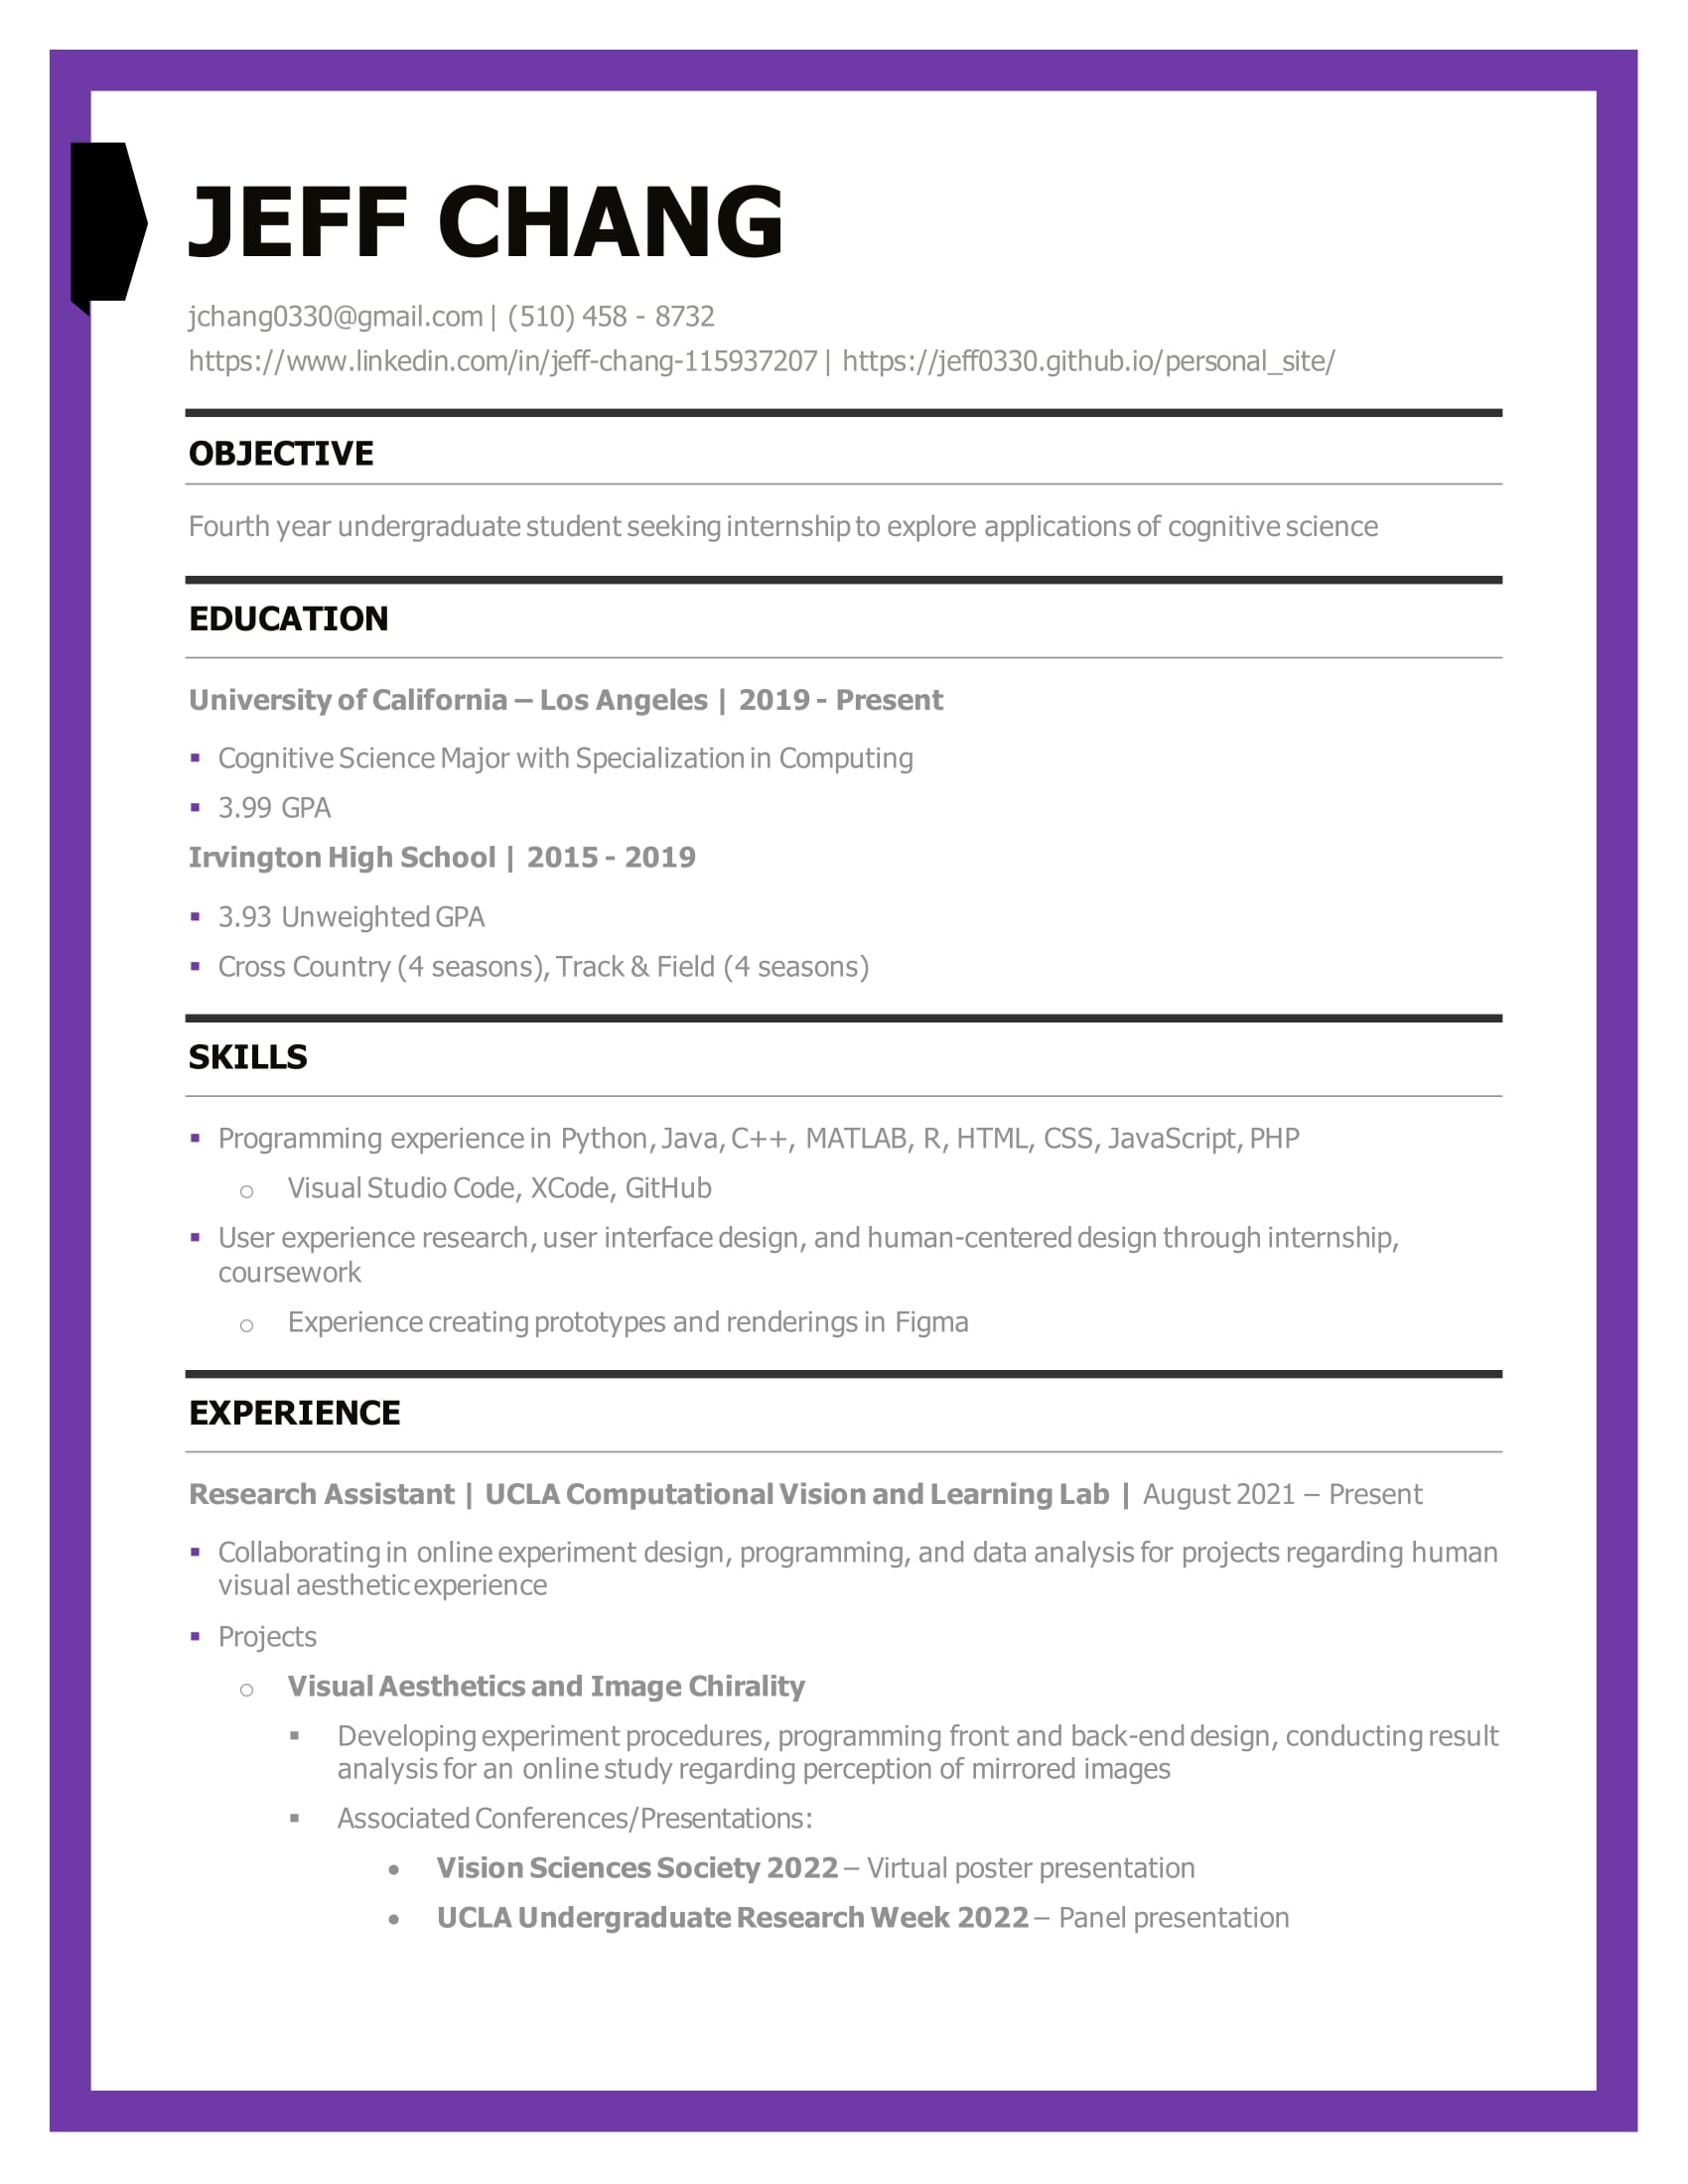 JEFF CHANG
jchang0330@gmail.com | (510) 458 - 8732
https://www.linkedin.com/in/jeff-chang-115937207 | https://jeff0330.github.io/personal_site/
OBJECTIVE
Fourth year undergraduate student seeking internship to explore applications of cognitive science
EDUCATION
University of California – Los Angeles | 2019 - Present
▪ Cognitive Science Major with Specialization in Computing
▪ 3.99 GPA
Irvington High School | 2015 - 2019
▪ 3.93 Unweighted GPA
▪ Cross Country (4 seasons), Track & Field (4 seasons)
SKILLS
▪ Programming experience in Python, Java, C++, MATLAB, R, HTML, CSS, JavaScript, PHP
o Visual Studio Code, XCode, GitHub
▪ User experience research, user interface design, and human-centered design through internship,
coursework
o Experience creating prototypes and renderings in Figma
EXPERIENCE
Research Assistant | UCLA Computational Vision and Learning Lab | August 2021 – Present
▪ Collaborating in online experiment design, programming, and data analysis for projects regarding human
visual aesthetic experience
▪ Projects
o Visual Aesthetics and Image Chirality
▪ Developing experiment procedures, programming front and back-end design, conducting result
analysis for an online study regarding perception of mirrored images
▪ Associated Conferences/Presentations:
• Vision Sciences Society 2022 – Virtual poster presentation
• UCLA Undergraduate Research Week 2022 – Panel presentation